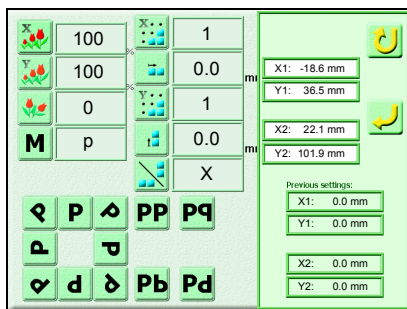 X 100 %
Y 100 %
0
M p
X 1
0.0 mm
Y 1
0.0 mm
X
X1: -18.6 mm
Y1: 36.5 mm
X2: 22.1 mm
Y2: 101.9 mm
Previous settings:
X1: 0.0 mm
Y1: 0.0 mm
X2: 0.0 mm
Y2: 0.0 mm
P P P PP Pq
P P
P d P Pb Pd